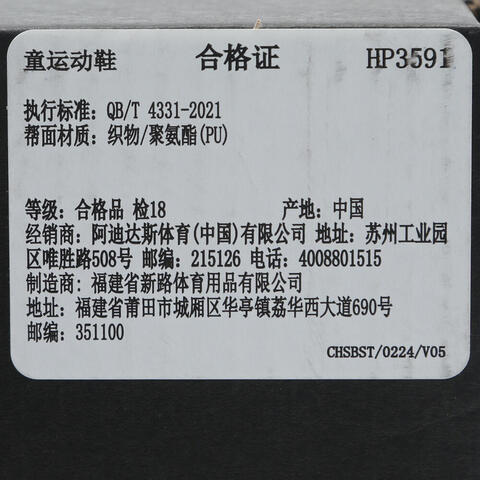 童运动鞋 合格证 HP3591
执行标准: QB/T 4331-2021
帮面材质: 织物/聚氨酯(PU)
等级: 合格品 检18 产地: 中国
经销商: 阿迪达斯体育(中国)有限公司 地址: 苏州工业园
区唯胜路508号 邮编: 215126 电话: 4008801515
制造商: 福建省新路体育用品有限公司
地址: 福建省莆田市城厢区华亭镇荔华西大道690号
邮编: 351100
CHSBST/0224/V05